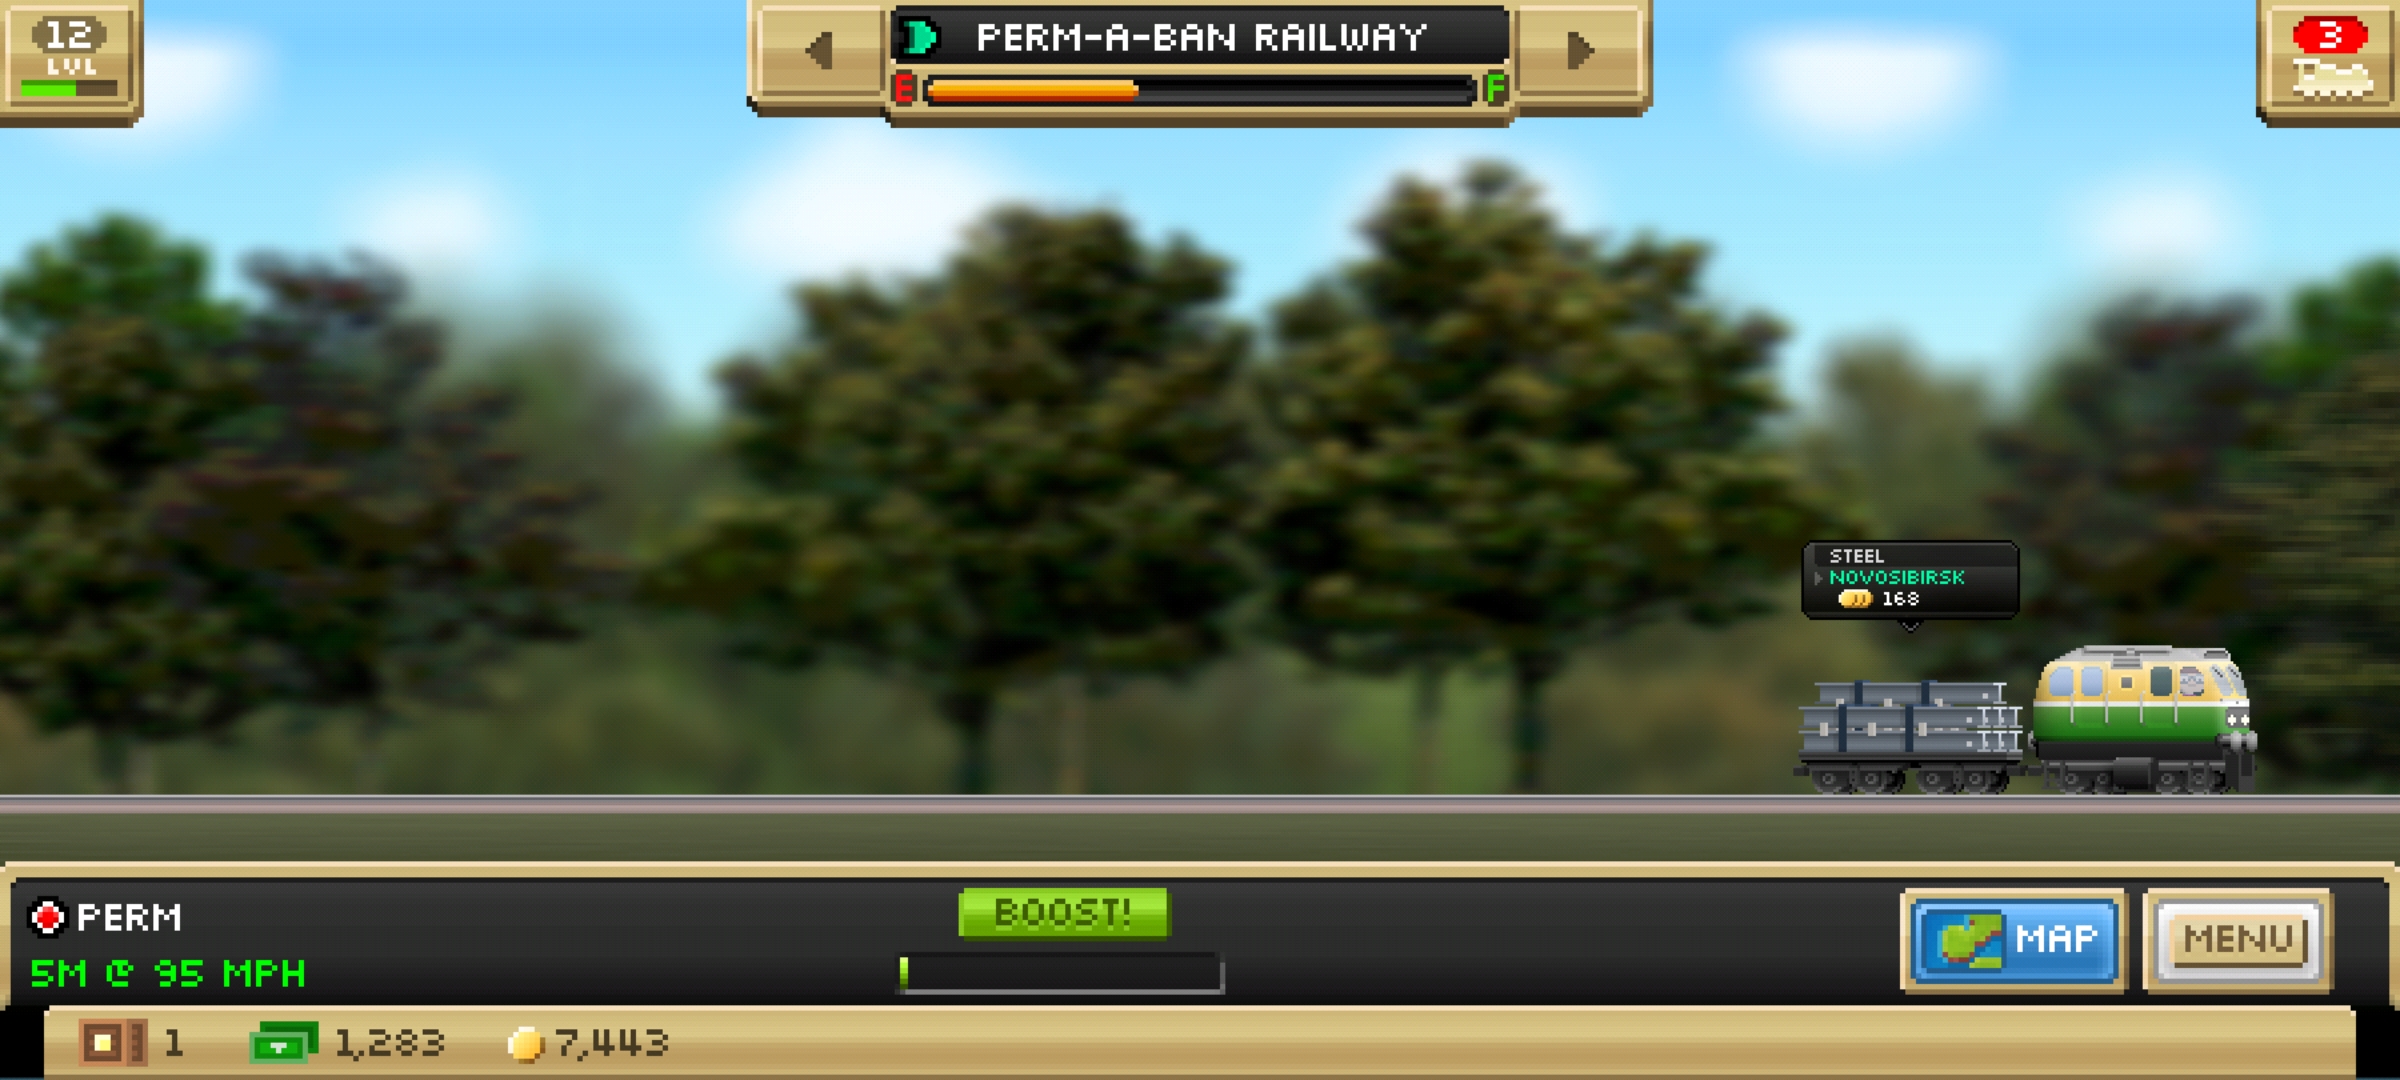 12
LVL
PERM-A-BAN RAILWAY
E F
3
STEEL
NOVOSIBIRSK
168
PERM
5M @ 95 MPH
BOOST!
MAP
MENU
1 1,283 7,443